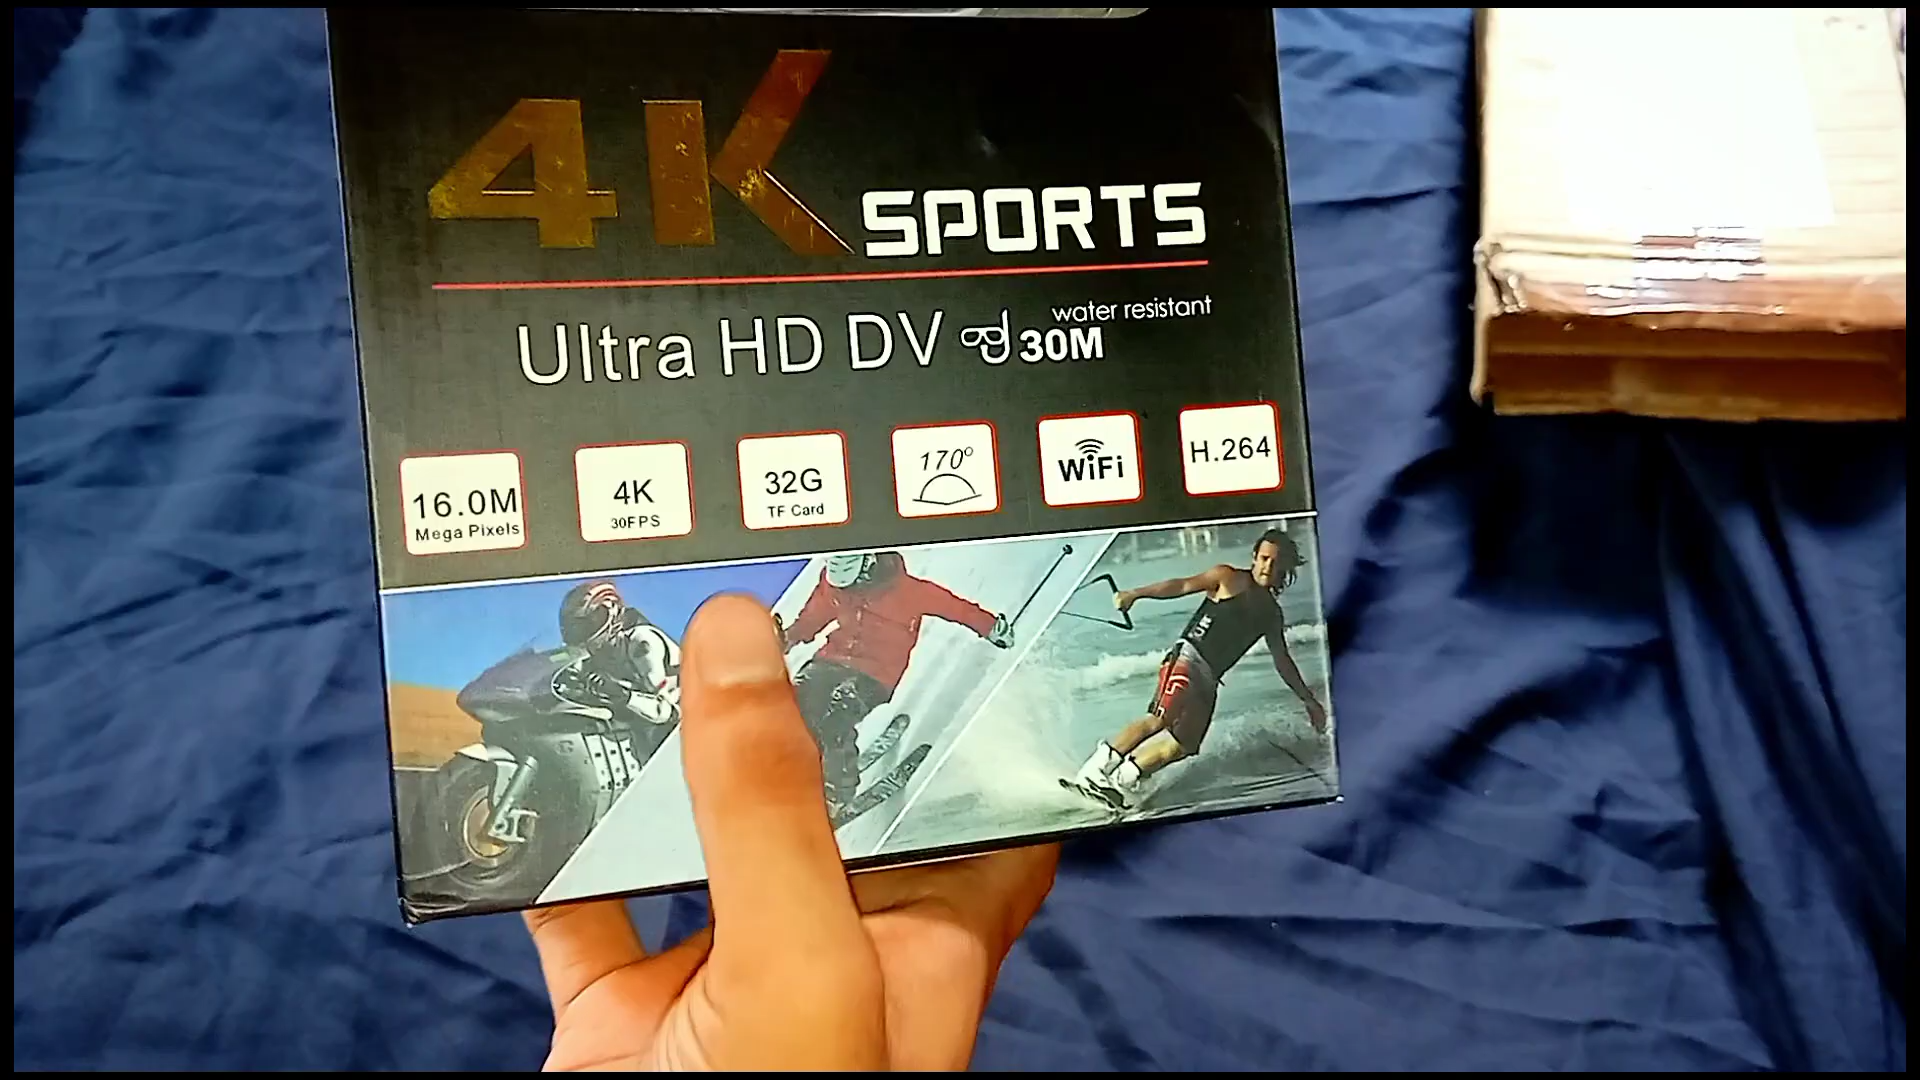 4K SPORTS
Ultra HD DV 30M water resistant
16.0M
Mega Pixels
4K
30FPS
32G
TF Card
170°
WiFi
H.264